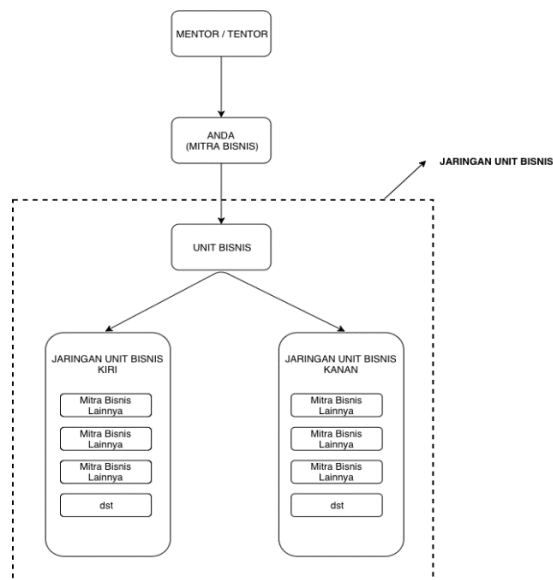 MENTOR / TENTOR
ANDA
(MITRA BISNIS)
JARINGAN UNIT BISNIS
UNIT BISNIS
JARINGAN UNIT BISNIS
KIRI
Mitra Bisnis
Lainnya
Mitra Bisnis
Lainnya
Mitra Bisnis
Lainnya
dst
JARINGAN UNIT BISNIS
KANAN
Mitra Bisnis
Lainnya
Mitra Bisnis
Lainnya
Mitra Bisnis
Lainnya
dst